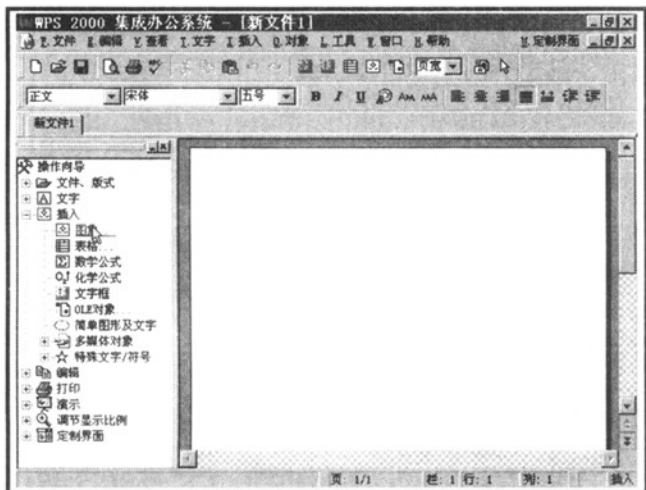 WPS 2000 集成办公系统 - [新文件1]
F.文件 E.编辑 V.查看 T.文字 I.插入 O.对象 L.工具 W.窗口 H.帮助 M.定制界面
页宽
正文 宋体 五号 B I U
新文件1
操作向导
文件、版式
A 文字
插入
图象...
表格...
数学公式
化学公式
文字框
OLE对象...
简单图形及文字
多媒体对象
特殊文字/符号
编辑
打印
演示
调节显示比例
定制界面
页: 1/1 栏: 1 行: 1 列: 1 插入